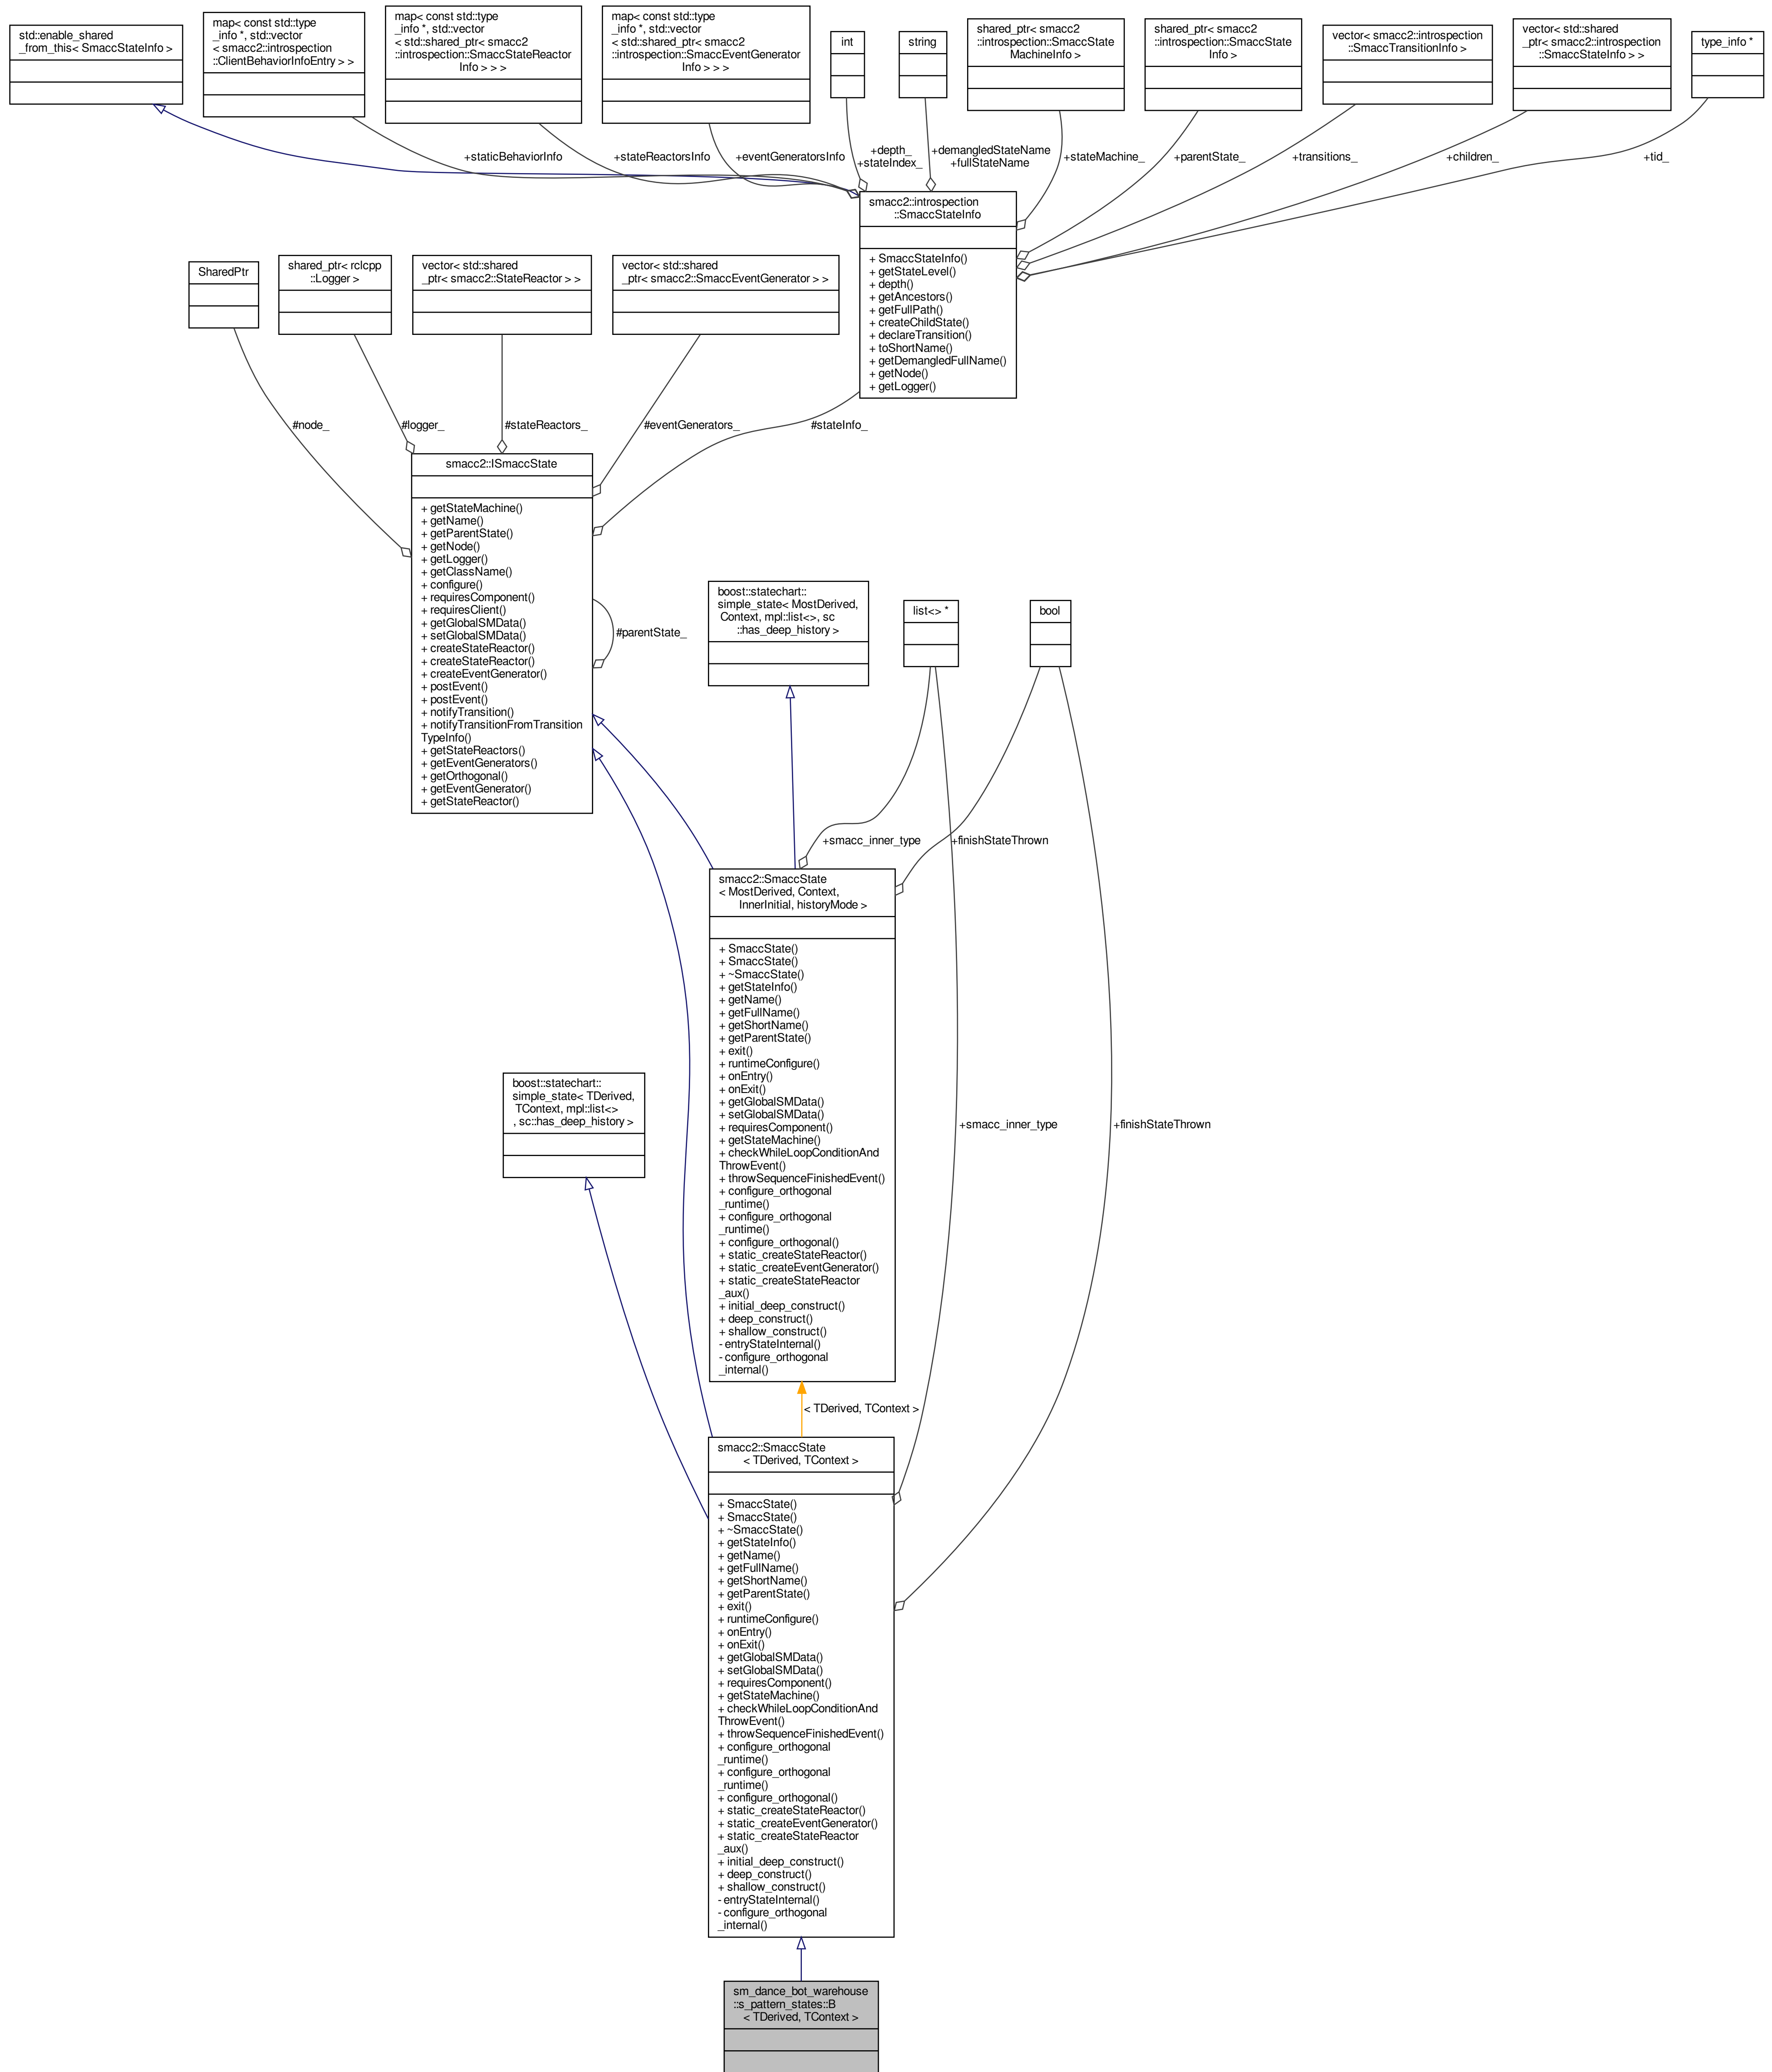 std::enable_shared
_from_this< SmaccStateInfo >
map< const std::type
_info *, std::vector
< smacc2::introspection
::ClientBehaviorInfoEntry > >
map< const std::type
_info *, std::vector
< std::shared_ptr< smacc2
::introspection::SmaccStateReactor
Info > > >
map< const std::type
_info *, std::vector
< std::shared_ptr< smacc2
::introspection::SmaccEventGenerator
Info > > >
int
string
shared_ptr< smacc2
::introspection::SmaccState
MachineInfo >
shared_ptr< smacc2
::introspection::SmaccState
Info >
vector< smacc2::introspection
::SmaccTransitionInfo >
vector< std::shared
_ptr< smacc2::introspection
::SmaccStateInfo > >
type_info *
+staticBehaviorInfo
+stateReactorsInfo
+eventGeneratorsInfo
+depth_
+stateIndex_
+demangledStateName
+fullStateName
+stateMachine_
+parentState_
+transitions_
+children_
+tid_
smacc2::introspection
::SmaccStateInfo
+ SmaccStateInfo()
+ getStateLevel()
+ depth()
+ getAncestors()
+ getFullPath()
+ createChildState()
+ declareTransition()
+ toShortName()
+ getDemangledFullName()
+ getNode()
+ getLogger()
SharedPtr
shared_ptr< rclcpp
::Logger >
vector< std::shared
_ptr< smacc2::StateReactor > >
vector< std::shared
_ptr< smacc2::SmaccEventGenerator > >
#node_
#logger_
#stateReactors_
#eventGenerators_
#stateInfo_
smacc2::ISmaccState
+ getStateMachine()
+ getName()
+ getParentState()
+ getNode()
+ getLogger()
+ getClassName()
+ configure()
+ requiresComponent()
+ requiresClient()
+ getGlobalSMData()
+ setGlobalSMData()
+ createStateReactor()
+ createStateReactor()
+ createEventGenerator()
+ postEvent()
+ postEvent()
+ notifyTransition()
+ notifyTransitionFromTransition
TypeInfo()
+ getStateReactors()
+ getEventGenerators()
+ getOrthogonal()
+ getEventGenerator()
+ getStateReactor()
#parentState_
boost::statechart::
simple_state< MostDerived,
Context, mpl::list<>, sc
::has_deep_history >
list<> *
bool
+smacc_inner_type
+finishStateThrown
smacc2::SmaccState
< MostDerived, Context,
InnerInitial, historyMode >
+ SmaccState()
+ SmaccState()
+ ~SmaccState()
+ getStateInfo()
+ getName()
+ getFullName()
+ getShortName()
+ getParentState()
+ exit()
+ runtimeConfigure()
+ onEntry()
+ onExit()
+ getGlobalSMData()
+ setGlobalSMData()
+ requiresComponent()
+ getStateMachine()
+ checkWhileLoopConditionAnd
ThrowEvent()
+ throwSequenceFinishedEvent()
+ configure_orthogonal
_runtime()
+ configure_orthogonal
_runtime()
+ configure_orthogonal()
+ static_createStateReactor()
+ static_createEventGenerator()
+ static_createStateReactor
_aux()
+ initial_deep_construct()
+ deep_construct()
+ shallow_construct()
- entryStateInternal()
- configure_orthogonal
_internal()
boost::statechart::
simple_state< TDerived,
TContext, mpl::list<>
, sc::has_deep_history >
+smacc_inner_type
+finishStateThrown
< TDerived, TContext >
smacc2::SmaccState
< TDerived, TContext >
+ SmaccState()
+ SmaccState()
+ ~SmaccState()
+ getStateInfo()
+ getName()
+ getFullName()
+ getShortName()
+ getParentState()
+ exit()
+ runtimeConfigure()
+ onEntry()
+ onExit()
+ getGlobalSMData()
+ setGlobalSMData()
+ requiresComponent()
+ getStateMachine()
+ checkWhileLoopConditionAnd
ThrowEvent()
+ throwSequenceFinishedEvent()
+ configure_orthogonal
_runtime()
+ configure_orthogonal
_runtime()
+ configure_orthogonal()
+ static_createStateReactor()
+ static_createEventGenerator()
+ static_createStateReactor
_aux()
+ initial_deep_construct()
+ deep_construct()
+ shallow_construct()
- entryStateInternal()
- configure_orthogonal
_internal()
sm_dance_bot_warehouse
::s_pattern_states::B
< TDerived, TContext >